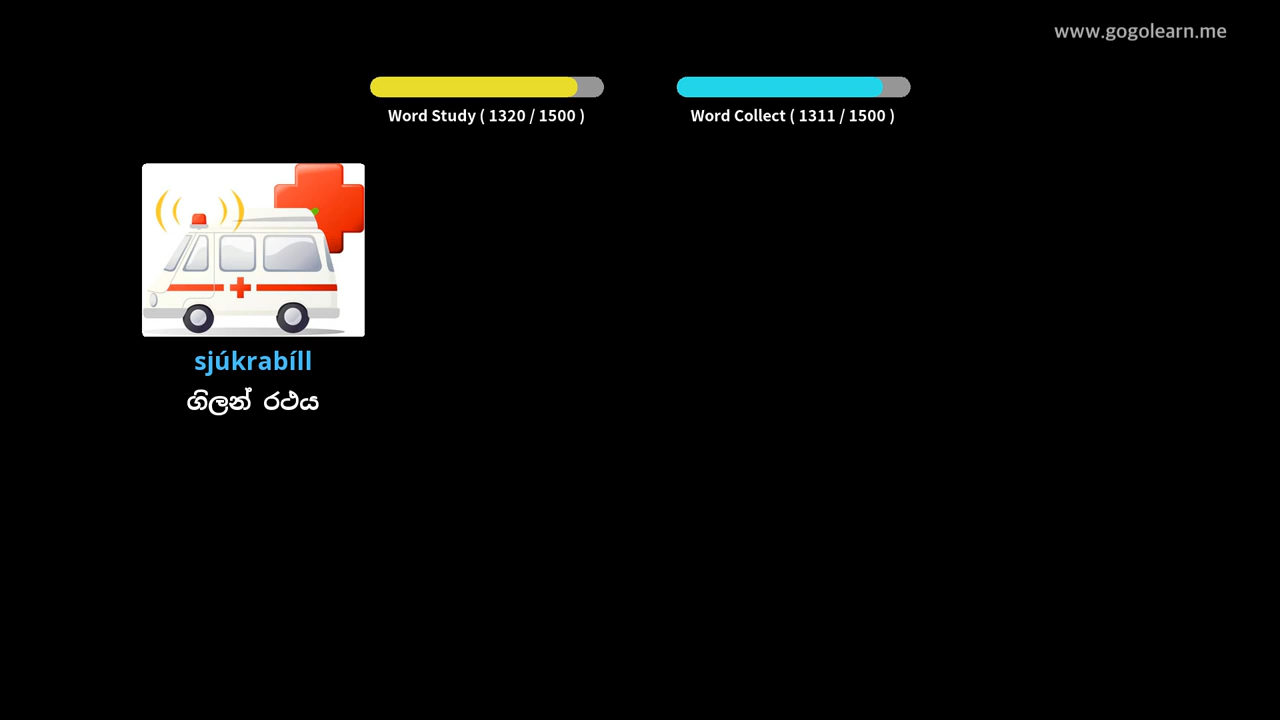 www.gogolearn.me
Word Study ( 1320 / 1500 )
Word Collect ( 1311 / 1500 )
sjúkrabíll
ගිලන් රථය